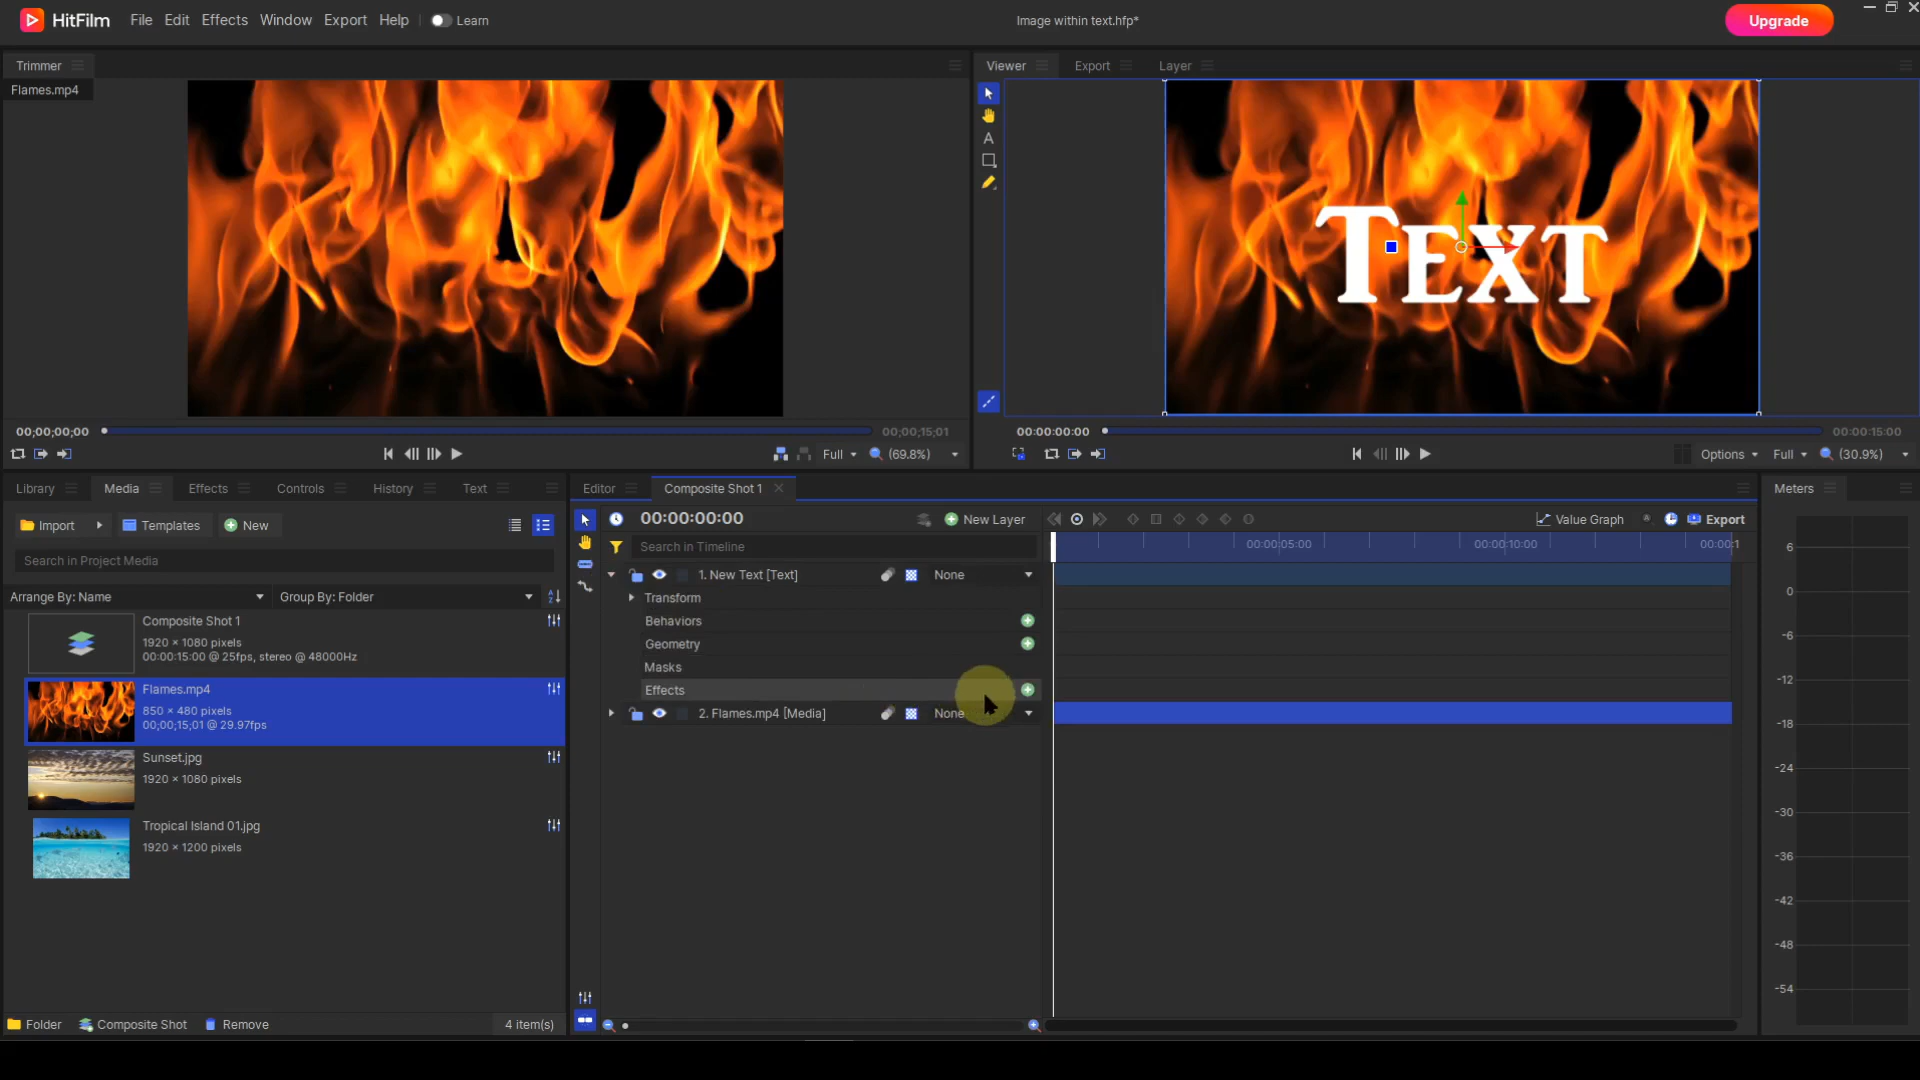 HitFilm File Edit Effects Window Export Help Learn Image within text.hfp* Upgrade
Trimmer
Flames.mp4
Viewer Export Layer
A
TEXT
00;00;00;00 00;00;15;01
Full (69.8%)
00:00:00:00 00:00:15:00
Options Full (30.9%)
Library Media Effects Controls History Text
Import Templates New
Search in Project Media
Arrange By: Name Group By: Folder
Composite Shot 1
1920 × 1080 pixels
00:00:15:00 @ 25fps, stereo @ 48000Hz
Flames.mp4
850 × 480 pixels
00;00;15;01 @ 29.97fps
Sunset.jpg
1920 × 1080 pixels
Tropical Island 01.jpg
1920 × 1200 pixels
Folder Composite Shot Remove 4 item(s)
Editor Composite Shot 1
00:00:00:00 New Layer Value Graph Export
Search in Timeline
00:00:05:00 00:00:10:00 00:00:1
1. New Text [Text] None
Transform
Behaviors
Geometry
Masks
Effects
2. Flames.mp4 [Media] None
Meters
6
0
-6
-12
-18
-24
-30
-36
-42
-48
-54